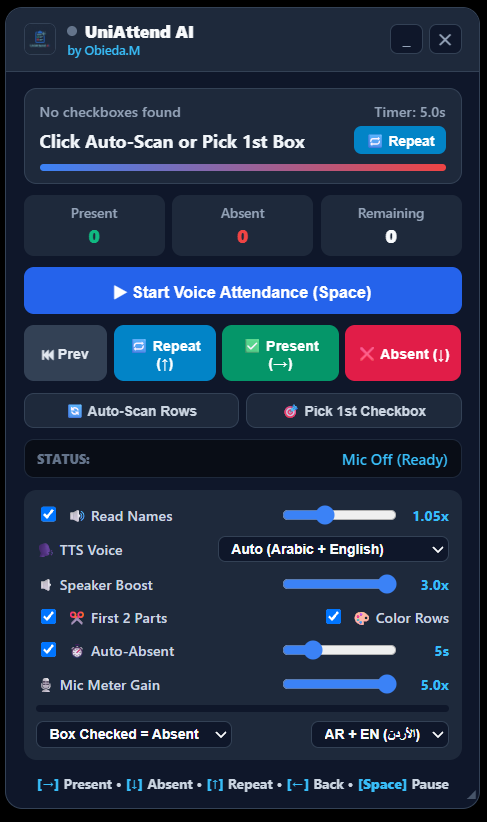 UniAttend AI
by Obieda.M
_ ✕
No checkboxes found Timer: 5.0s
Click Auto-Scan or Pick 1st Box 🔁 Repeat
Present Absent Remaining
0 0 0
▶ Start Voice Attendance (Space)
⏮ Prev 🔁 Repeat (↑) ✅ Present (→) ❌ Absent (↓)
🔄 Auto-Scan Rows 🎯 Pick 1st Checkbox
STATUS: Mic Off (Ready)
🔊 Read Names 1.05x
🗣 TTS Voice Auto (Arabic + English)
🔈 Speaker Boost 3.0x
✂ First 2 Parts 🎨 Color Rows
⏰ Auto-Absent 5s
🎙 Mic Meter Gain 5.0x
Box Checked = Absent AR + EN (الأردن)
[→] Present • [↓] Absent • [↑] Repeat • [←] Back • [Space] Pause